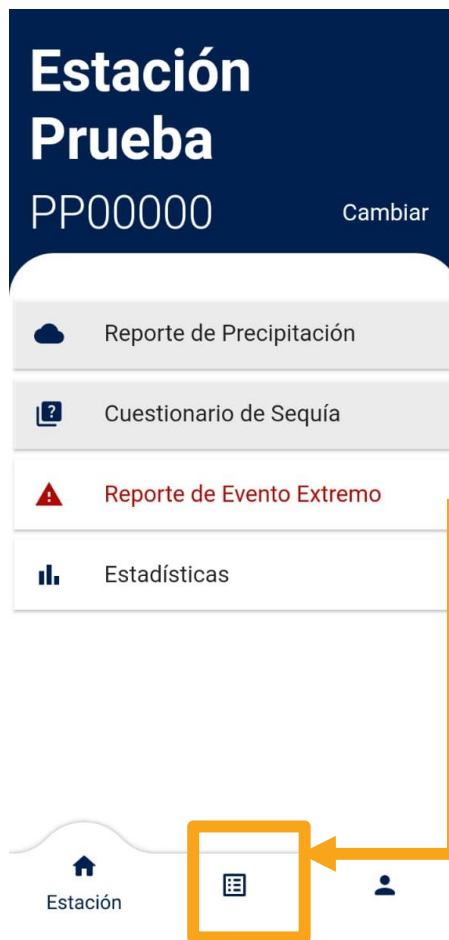 Estación
Prueba
PP00000
Cambiar
Reporte de Precipitación
Cuestionario de Sequía
Reporte de Evento Extremo
Estadísticas
Estación